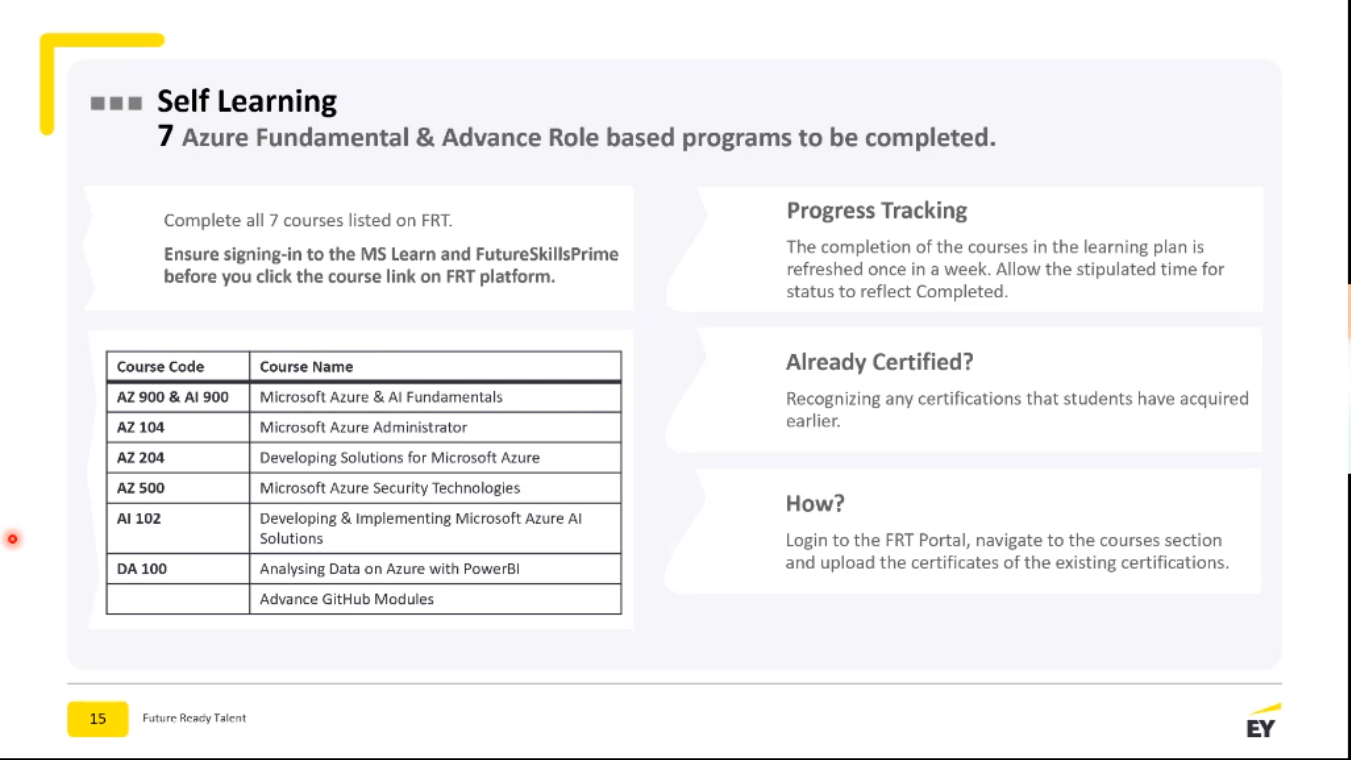 Self Learning
7 Azure Fundamental & Advance Role based programs to be completed.
Complete all 7 courses listed on FRT.
Ensure signing-in to the MS Learn and FutureSkillsPrime
before you click the course link on FRT platform.
Course Code Course Name
AZ 900 & AI 900 Microsoft Azure & AI Fundamentals
AZ 104 Microsoft Azure Administrator
AZ 204 Developing Solutions for Microsoft Azure
AZ 500 Microsoft Azure Security Technologies
AI 102 Developing & Implementing Microsoft Azure AI
Solutions
DA 100 Analysing Data on Azure with PowerBI
Advance GitHub Modules
Progress Tracking
The completion of the courses in the learning plan is
refreshed once in a week. Allow the stipulated time for
status to reflect Completed.
Already Certified?
Recognizing any certifications that students have acquired
earlier.
How?
Login to the FRT Portal, navigate to the courses section
and upload the certificates of the existing certifications.
15 Future Ready Talent
EY